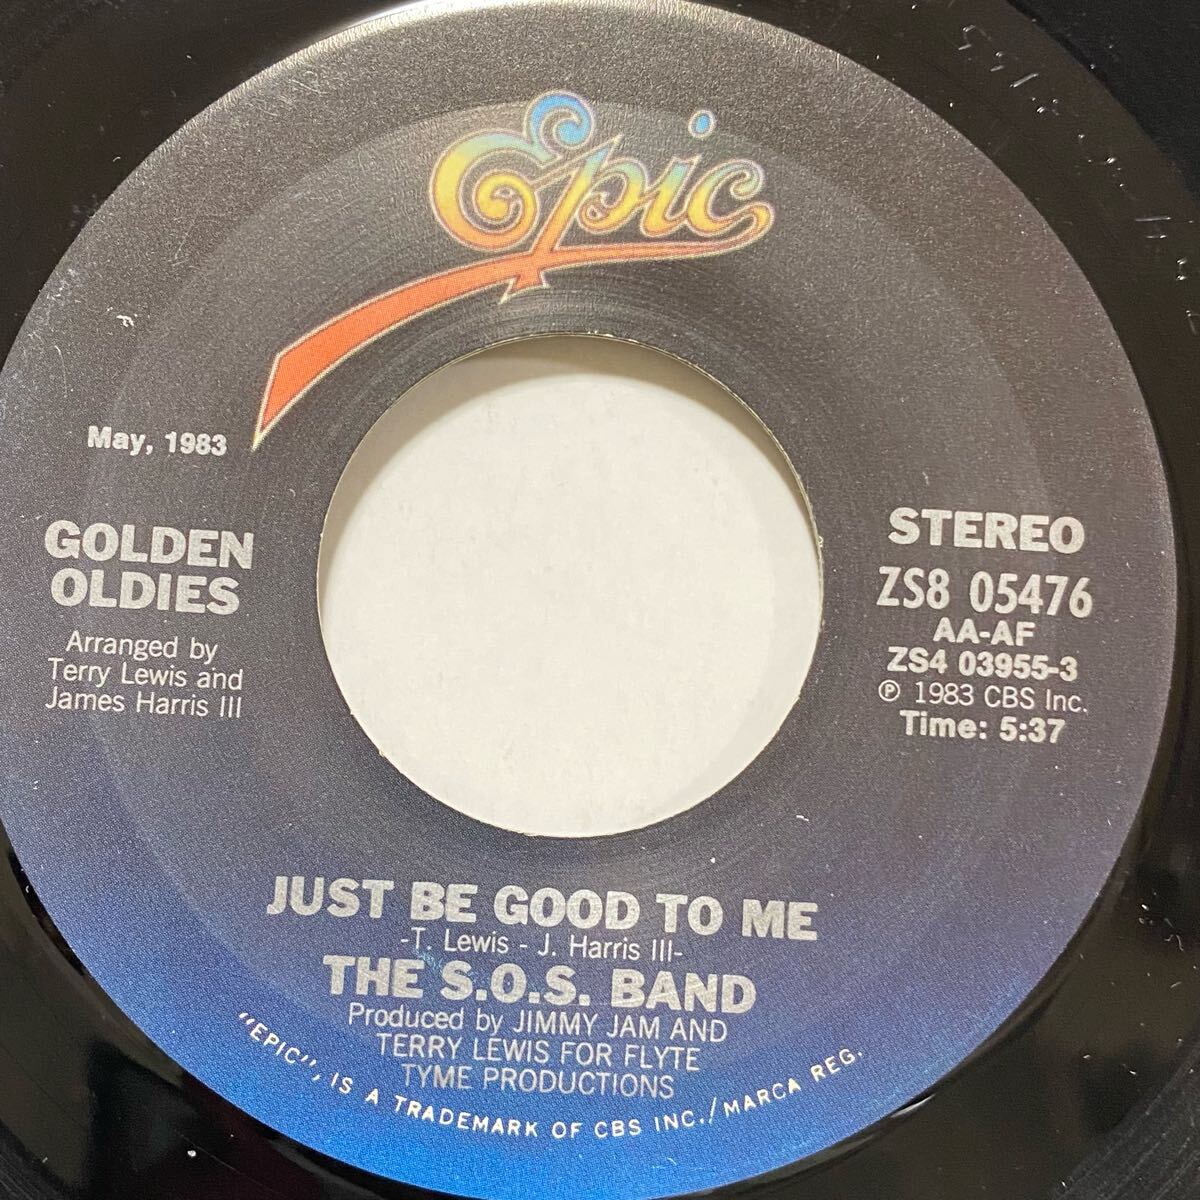 Epic
May, 1983
GOLDEN
OLDIES
Arranged by
Terry Lewis and
James Harris III
STEREO
ZS8 05476
AA-AF
ZS4 03955-3
℗ 1983 CBS Inc.
Time: 5:37
JUST BE GOOD TO ME
-T. Lewis - J. Harris III-
THE S.O.S. BAND
Produced by JIMMY JAM AND
TERRY LEWIS FOR FLYTE
TYME PRODUCTIONS
"EPIC", IS A TRADEMARK OF CBS INC./MARCA REG.